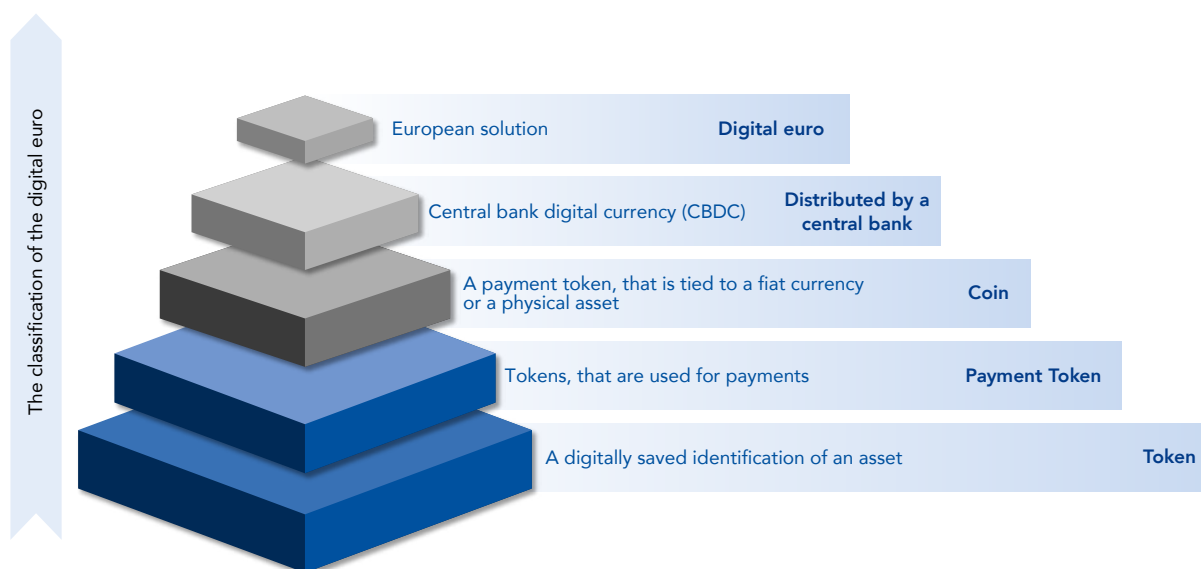 The classification of the digital euro
European solution
Digital euro
Central bank digital currency (CBDC)
Distributed by a
central bank
A payment token, that is tied to a fiat currency
or a physical asset
Coin
Tokens, that are used for payments
Payment Token
A digitally saved identification of an asset
Token